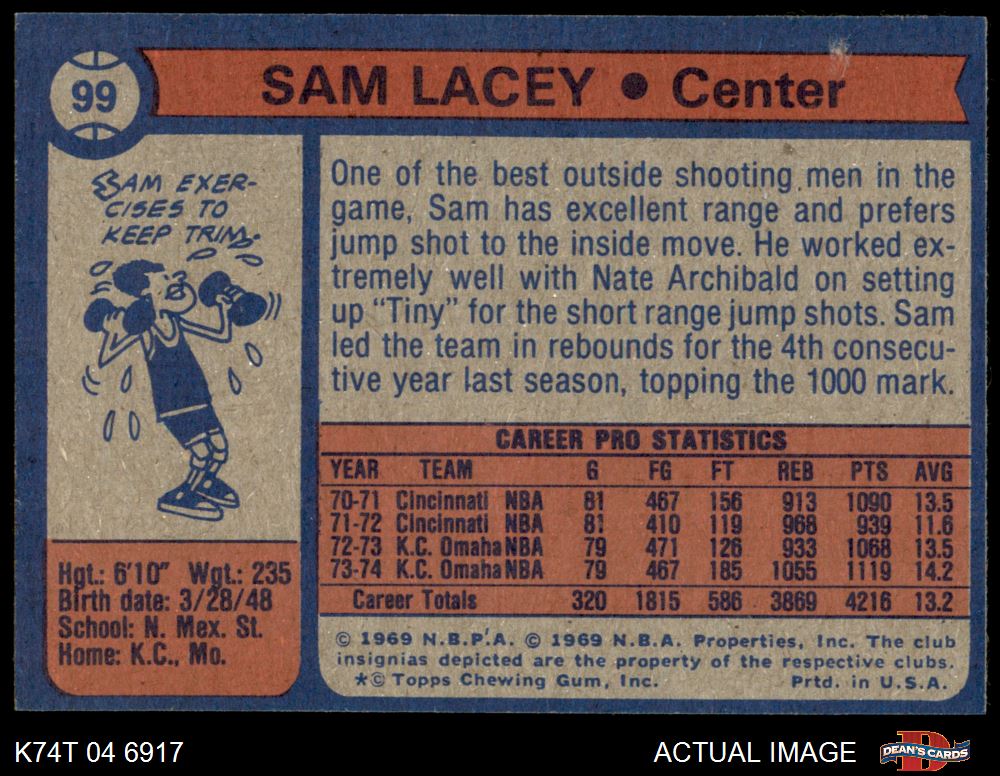 99
SAM LACEY • Center
SAM EXER-
CISES TO
KEEP TRIM.
One of the best outside shooting men in the
game, Sam has excellent range and prefers
jump shot to the inside move. He worked ex-
tremely well with Nate Archibald on setting
up “Tiny” for the short range jump shots. Sam
led the team in rebounds for the 4th consecu-
tive year last season, topping the 1000 mark.
CAREER PRO STATISTICS
YEAR TEAM G FG FT REB PTS AVG
70-71 Cincinnati NBA 81 467 156 913 1090 13.5
71-72 Cincinnati NBA 81 410 119 968 939 11.6
72-73 K.C. Omaha NBA 79 471 126 933 1068 13.5
73-74 K.C. Omaha NBA 79 467 185 1055 1119 14.2
Career Totals 320 1815 586 3869 4216 13.2
Hgt.: 6'10" Wgt.: 235
Birth date: 3/28/48
School: N. Mex. St.
Home: K.C., Mo.
© 1969 N.B.P.A. © 1969 N.B.A. Properties, Inc. The club
insignias depicted are the property of the respective clubs.
*© Topps Chewing Gum, Inc. Prtd. in U.S.A.
K74T 04 6917
ACTUAL IMAGE
DEAN'S CARDS